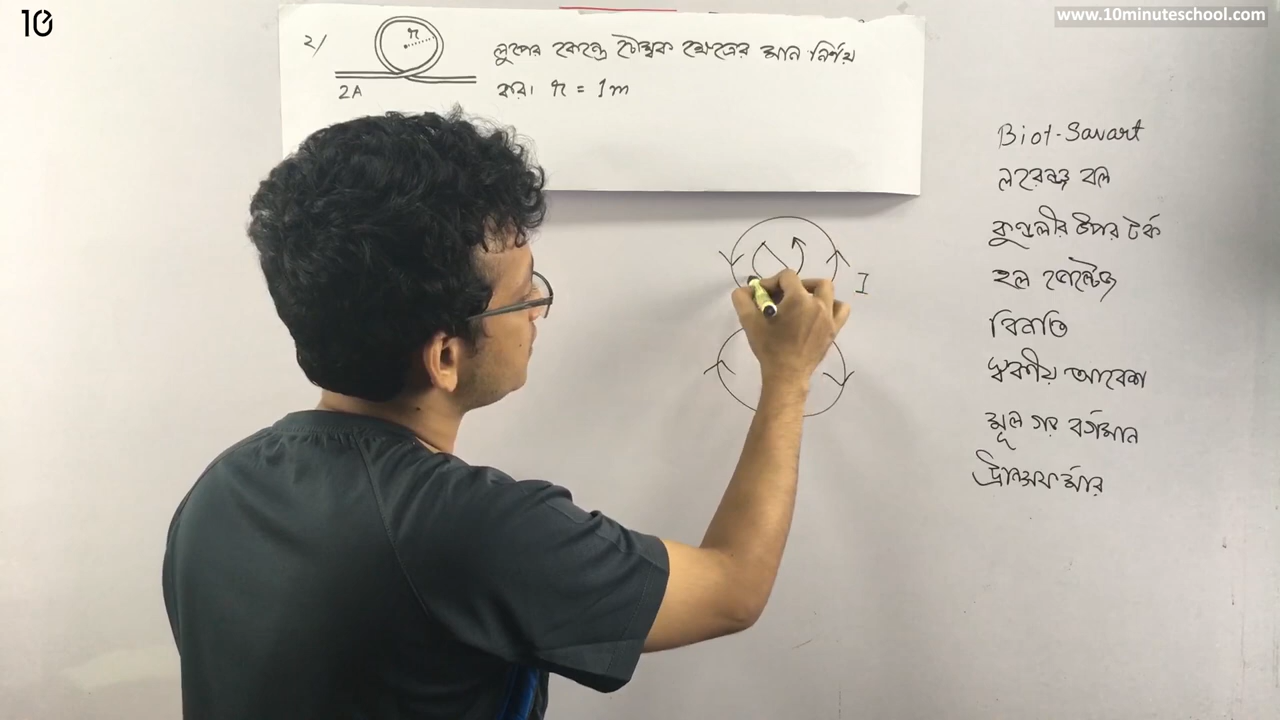 10
www.10minuteschool.com
২/
r
2A
লুপের কেন্দ্রে চৌম্বক ক্ষেত্রের মান নির্ণয়
কর। r = 1m
I
Biot-Savart
লরেঞ্জ বল
কুণ্ডলীর উপর টর্ক
হল ভোল্টেজ
বিনতি
স্বকীয় আবেশ
মূল গড় বর্গমান
ট্রান্সফর্মার